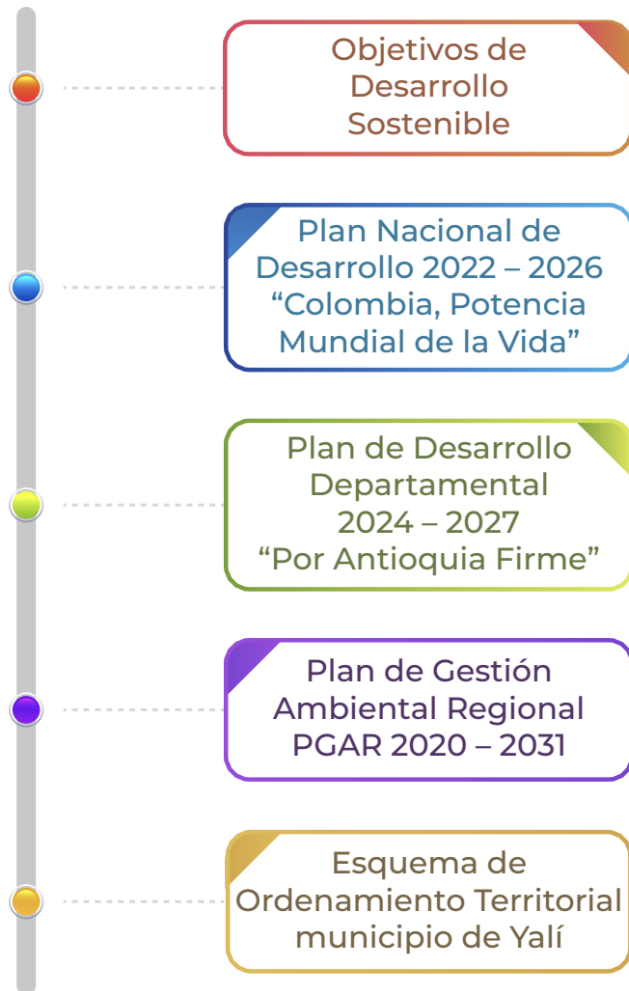 Objetivos de
Desarrollo
Sostenible
Plan Nacional de
Desarrollo 2022 – 2026
“Colombia, Potencia
Mundial de la Vida”
Plan de Desarrollo
Departamental
2024 – 2027
“Por Antioquia Firme”
Plan de Gestión
Ambiental Regional
PGAR 2020 – 2031
Esquema de
Ordenamiento Territorial
municipio de Yalí